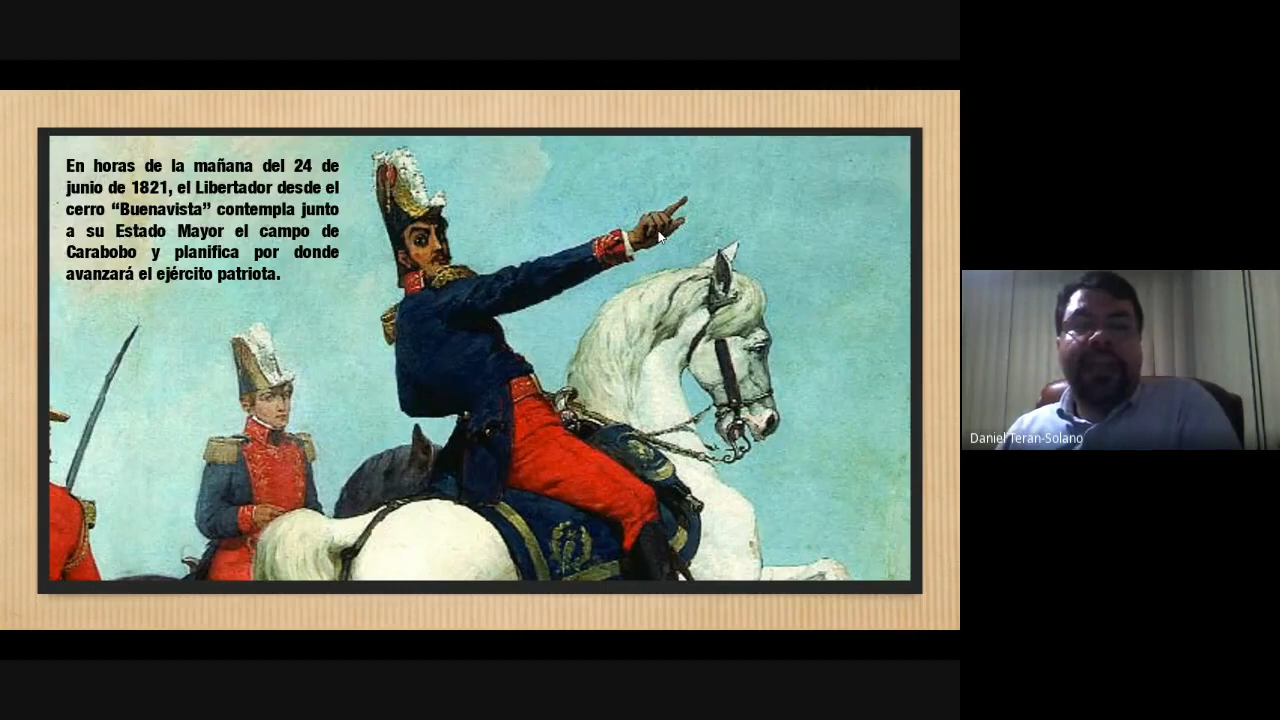 En horas de la mañana del 24 de
junio de 1821, el Libertador desde el
cerro “Buenavista” contempla junto
a su Estado Mayor el campo de
Carabobo y planifica por donde
avanzará el ejército patriota.
Daniel Teran-Solano